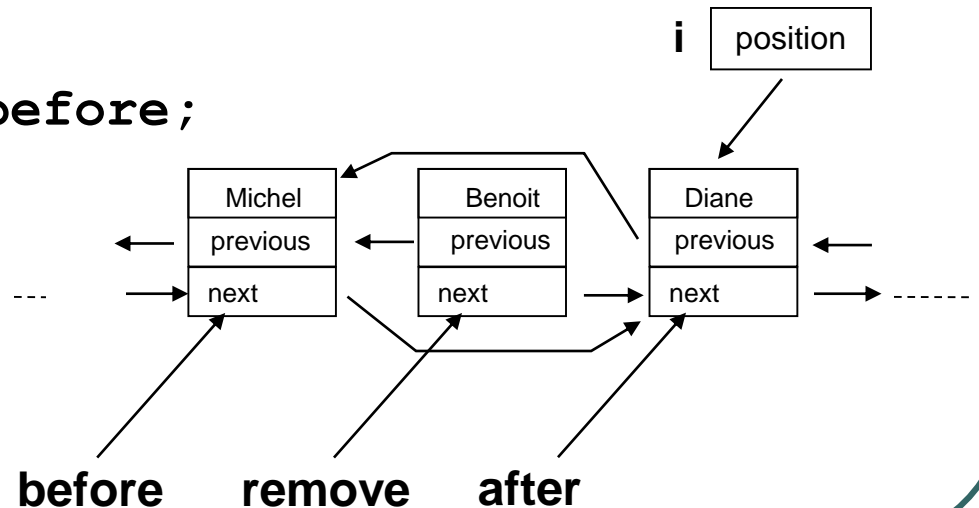 i position
before;
Michel Benoit Diane
previous previous previous
next next next
before remove after